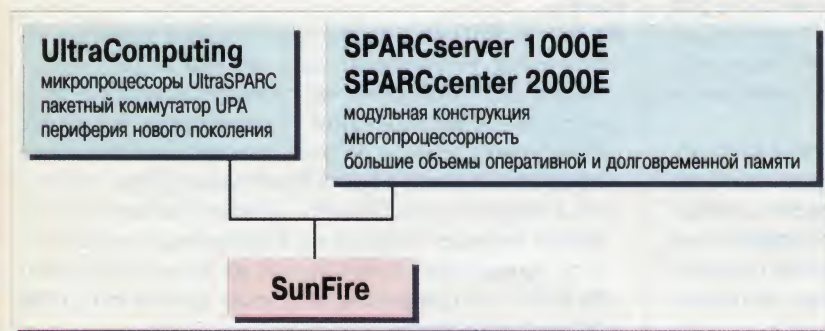 UltraComputing
микропроцессоры UltraSPARC
пакетный коммутатор UPA
периферия нового поколения
SPARCserver 1000E
SPARCcenter 2000E
модульная конструкция
многопроцессорность
большие объемы оперативной и долговременной памяти
SunFire